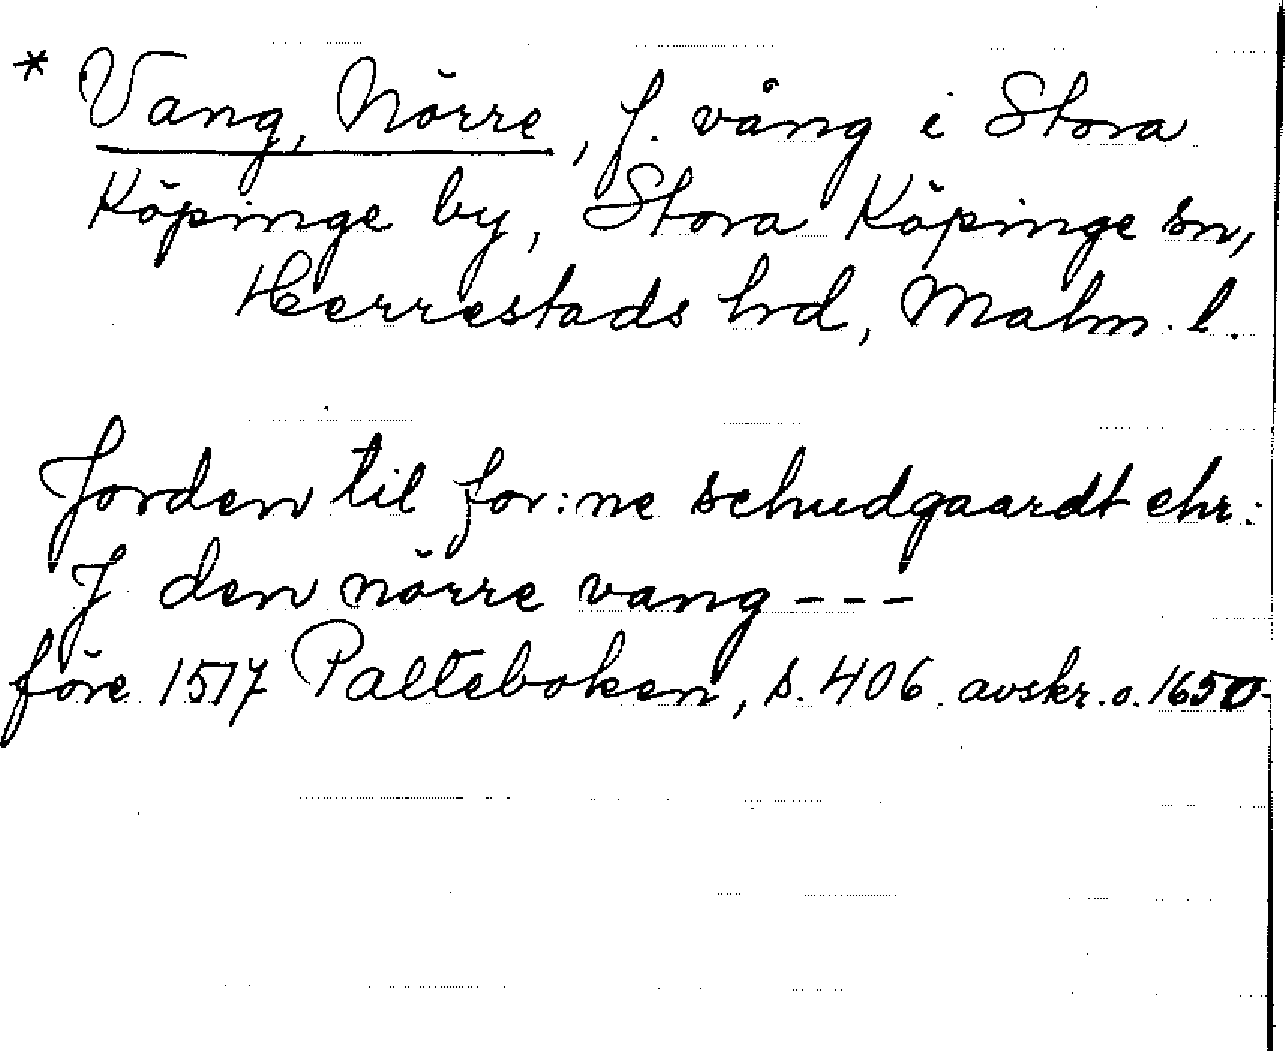 * Vang, Nörre, f. vång i Stora
Köpinge by, Stora Köpinge sn,
Herrestads hrd, Malm. l.
Jorden til for:ne schudgaardt ehr:
J den nörre vang - - -
före 1517 Palteboken, s. 406 avskr. o. 1650-